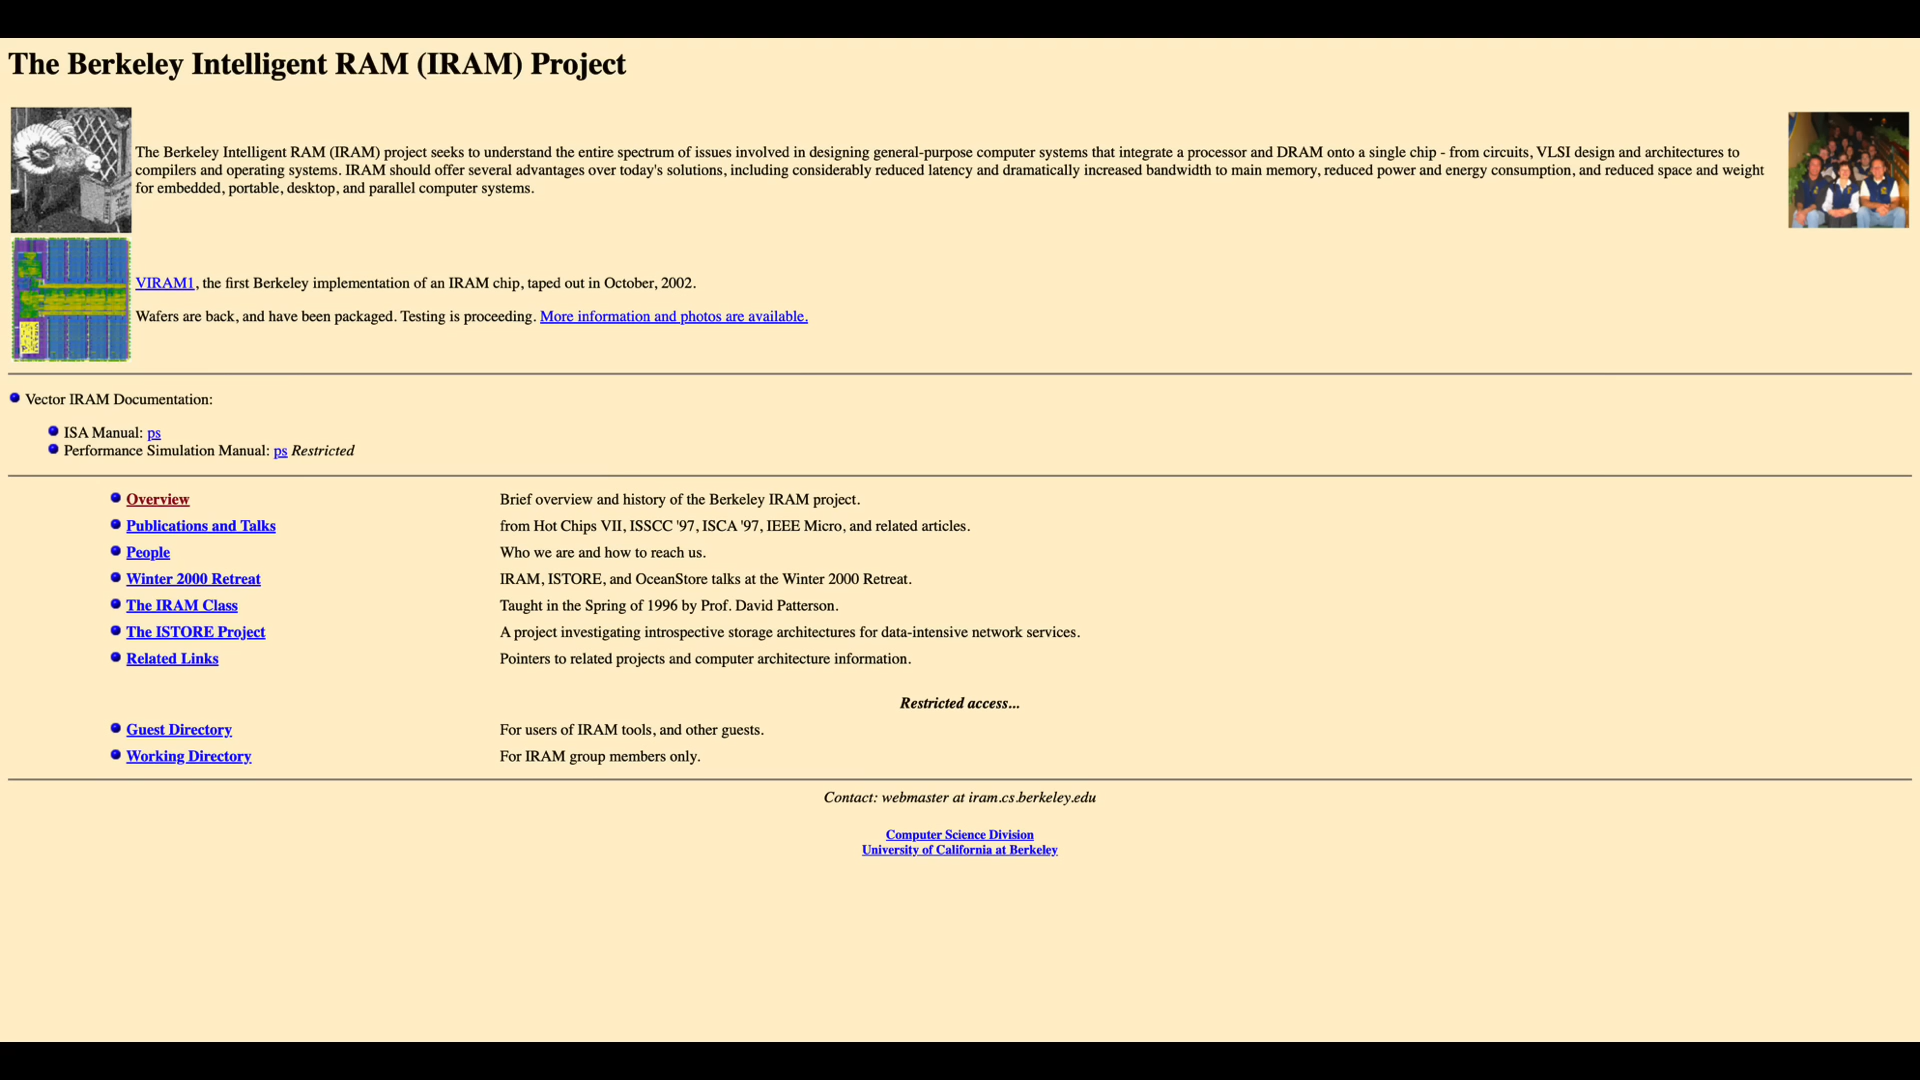 The Berkeley Intelligent RAM (IRAM) Project
The Berkeley Intelligent RAM (IRAM) project seeks to understand the entire spectrum of issues involved in designing general-purpose computer systems that integrate a processor and DRAM onto a single chip - from circuits, VLSI design and architectures to
compilers and operating systems. IRAM should offer several advantages over today's solutions, including considerably reduced latency and dramatically increased bandwidth to main memory, reduced power and energy consumption, and reduced space and weight
for embedded, portable, desktop, and parallel computer systems.
VIRAM1, the first Berkeley implementation of an IRAM chip, taped out in October, 2002.
Wafers are back, and have been packaged. Testing is proceeding. More information and photos are available.
Vector IRAM Documentation:
ISA Manual: ps
Performance Simulation Manual: ps Restricted
Overview Brief overview and history of the Berkeley IRAM project.
Publications and Talks from Hot Chips VII, ISSCC '97, ISCA '97, IEEE Micro, and related articles.
People Who we are and how to reach us.
Winter 2000 Retreat IRAM, ISTORE, and OceanStore talks at the Winter 2000 Retreat.
The IRAM Class Taught in the Spring of 1996 by Prof. David Patterson.
The ISTORE Project A project investigating introspective storage architectures for data-intensive network services.
Related Links Pointers to related projects and computer architecture information.
Restricted access...
Guest Directory For users of IRAM tools, and other guests.
Working Directory For IRAM group members only.
Contact: webmaster at iram.cs.berkeley.edu
Computer Science Division
University of California at Berkeley